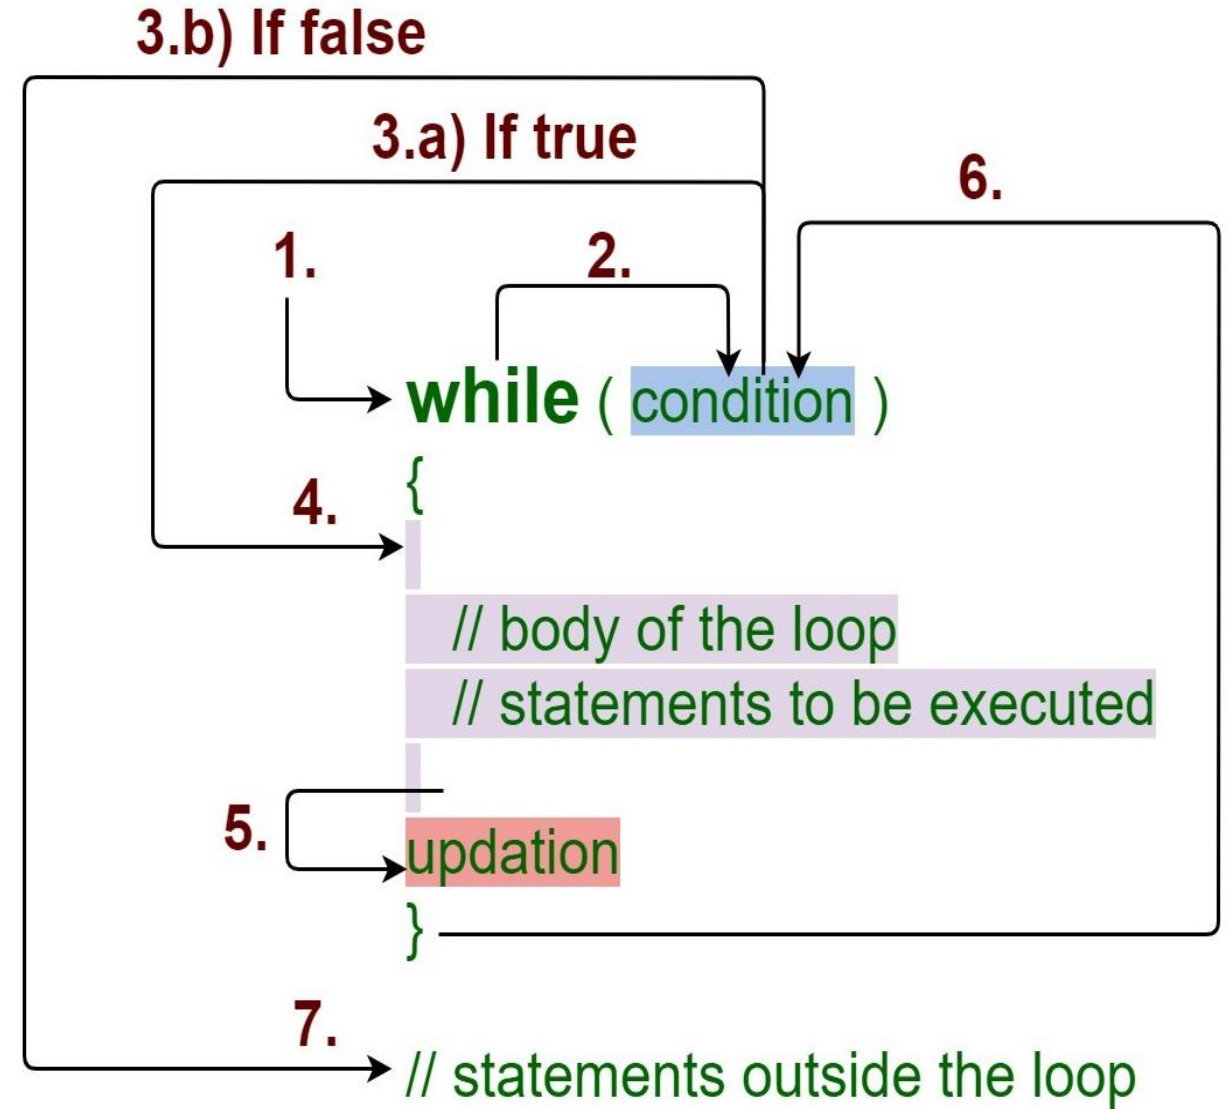 3.b) If false
3.a) If true
6.
1.
2.
while ( condition )
{
4.
// body of the loop
// statements to be executed
5.
updation
}
7.
// statements outside the loop